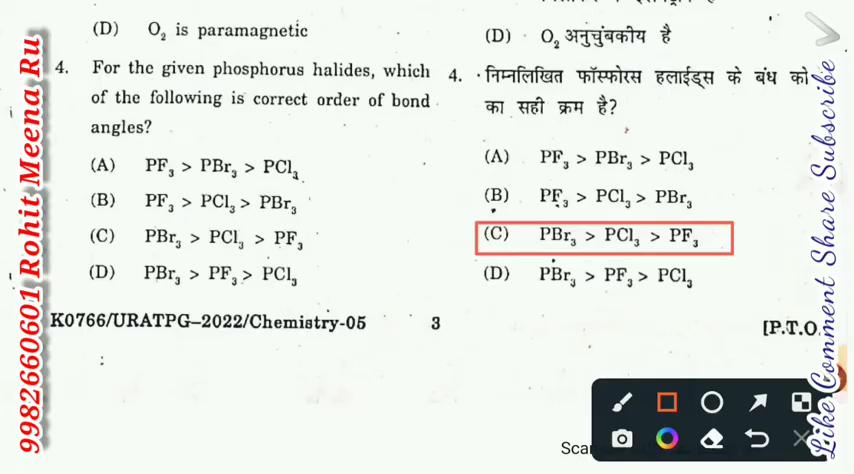 (D) O₂ is paramagnetic
4. For the given phosphorus halides, which
of the following is correct order of bond
angles?
(A) PF₃ > PBr₃ > PCl₃
(B) PF₃ > PCl₃ > PBr₃
(C) PBr₃ > PCl₃ > PF₃
(D) PBr₃ > PF₃ > PCl₃
(D) O₂ अनुचुंबकीय है
4. निम्नलिखित फॉस्फोरस हलाईड्स के बंध को
का सही क्रम है?
(A) PF₃ > PBr₃ > PCl₃
(B) PF₃ > PCl₃ > PBr₃
(C) PBr₃ > PCl₃ > PF₃
(D) PBr₃ > PF₃ > PCl₃
K0766/URATPG–2022/Chemistry-05 3 [P.T.O.
9982660601 Rohit Meena Ru
Like Comment Share Subscribe